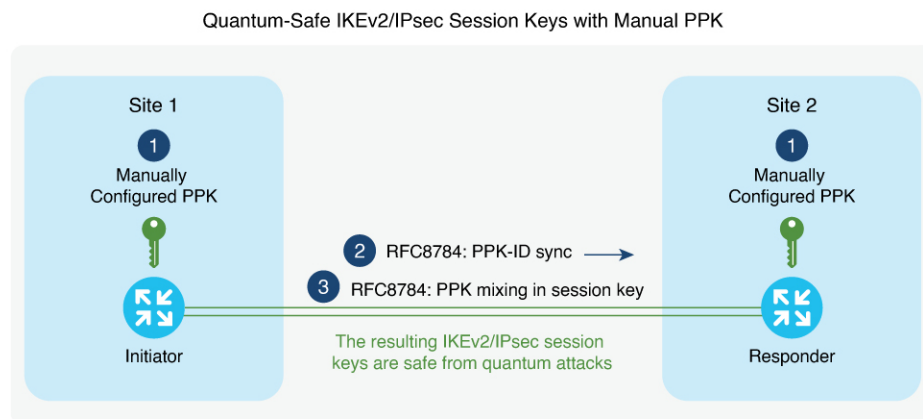 Quantum-Safe IKEv2/IPsec Session Keys with Manual PPK
Site 1
1
Manually
Configured PPK
Initiator
2 RFC8784: PPK-ID sync
3 RFC8784: PPK mixing in session key
The resulting IKEv2/IPsec session
keys are safe from quantum attacks
Site 2
1
Manually
Configured PPK
Responder